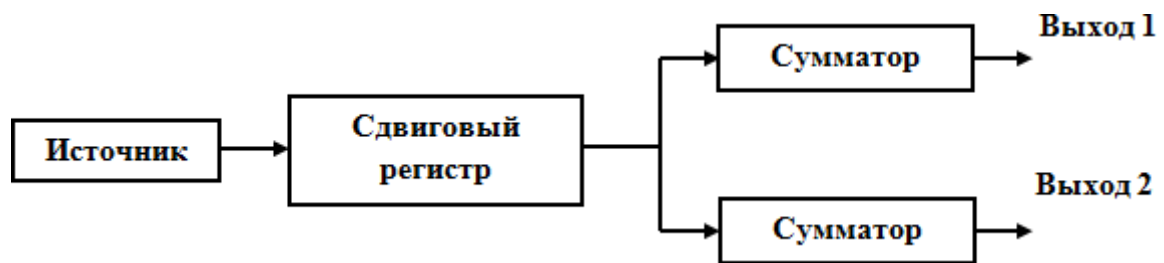 Выход 1
Сумматор
Сдвиговый
регистр
Источник
Выход 2
Сумматор